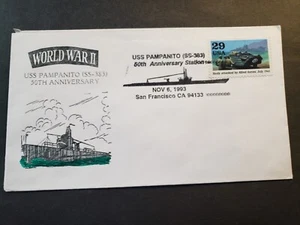 WORLD WAR II
USS PAMPANITO (SS-383)
50TH ANNIVERSARY
USS PAMPANITO (SS-383)
50th Anniversary Station
NOV 6, 1993
San Francisco CA 94133
29
USA